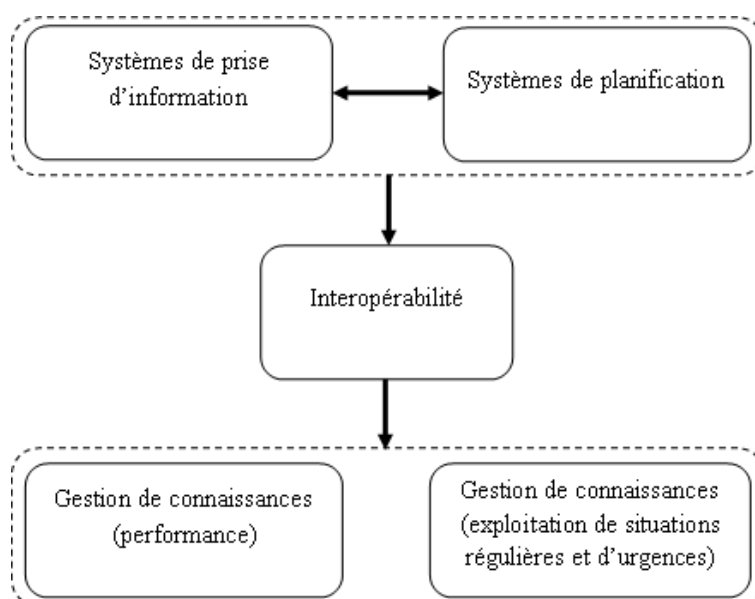 Systèmes de prise
d'information
Systèmes de planification
Interopérabilité
Gestion de connaissances
(performance)
Gestion de connaissances
(exploitation de situations
régulières et d'urgences)